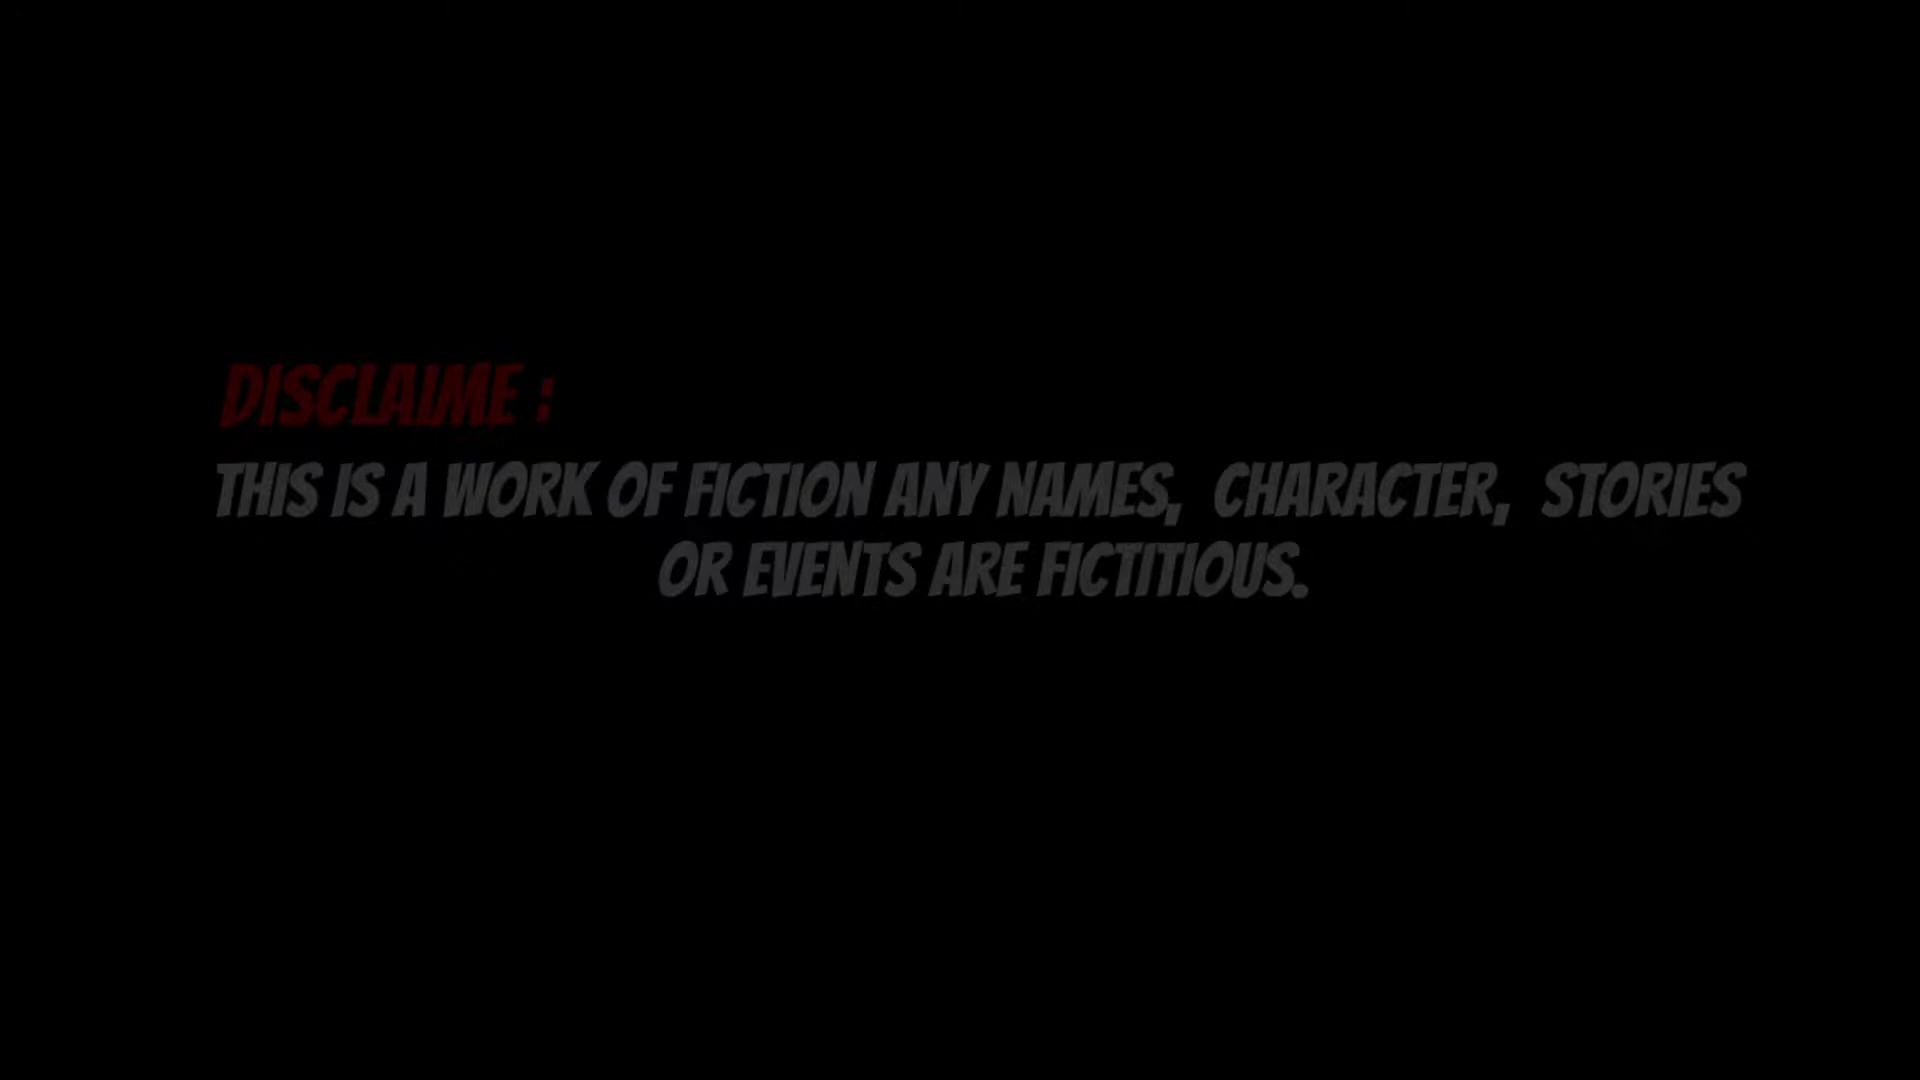 DISCLAIME :
THIS IS A WORK OF FICTION ANY NAMES, CHARACTER, STORIES
OR EVENTS ARE FICTITIOUS.